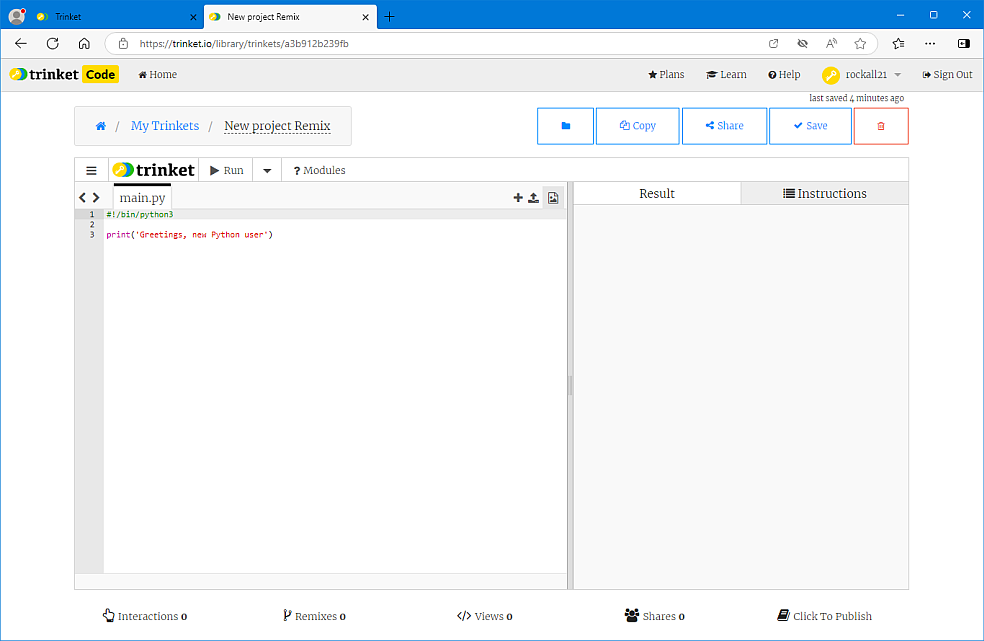 Trinket
New project Remix
https://trinket.io/library/trinkets/a3b912b239fb
trinket Code Home Plans Learn Help rockall21 Sign Out
last saved 4 minutes ago
/ My Trinkets / New project Remix Copy Share Save
trinket Run ? Modules
main.py Result Instructions
1 #!/bin/python3
2
3 print('Greetings, new Python user')
Interactions 0 Remixes 0 Views 0 Shares 0 Click To Publish